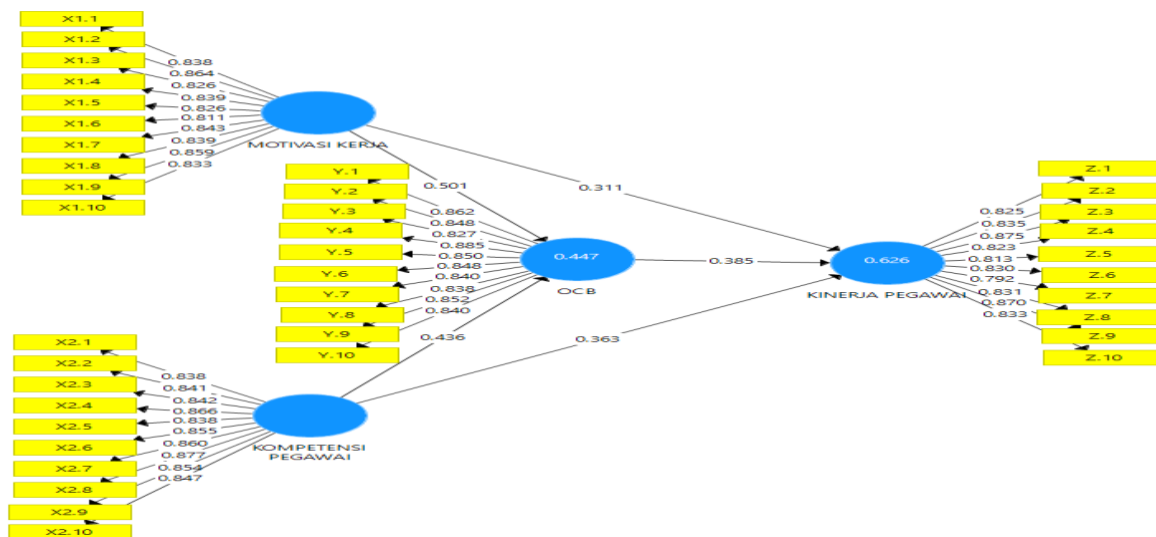 X1.1
X1.2
X1.3
X1.4
X1.5
X1.6
X1.7
X1.8
X1.9
X1.10
0.838
0.864
0.826
0.839
0.826
0.811
0.843
0.839
0.859
0.833
MOTIVASI KERJA
0.501
0.311
Y.1
Y.2
Y.3
Y.4
Y.5
Y.6
Y.7
Y.8
Y.9
Y.10
0.862
0.848
0.827
0.885
0.850
0.848
0.840
0.838
0.852
0.840
0.447
OCB
0.385
0.436
0.363
0.626
KINERJA PEGAWAI
0.825
0.835
0.875
0.823
0.813
0.830
0.792
0.831
0.870
0.833
Z.1
Z.2
Z.3
Z.4
Z.5
Z.6
Z.7
Z.8
Z.9
Z.10
X2.1
X2.2
X2.3
X2.4
X2.5
X2.6
X2.7
X2.8
X2.9
X2.10
0.838
0.841
0.842
0.866
0.838
0.855
0.860
0.877
0.854
0.847
KOMPETENSI
PEGAWAI